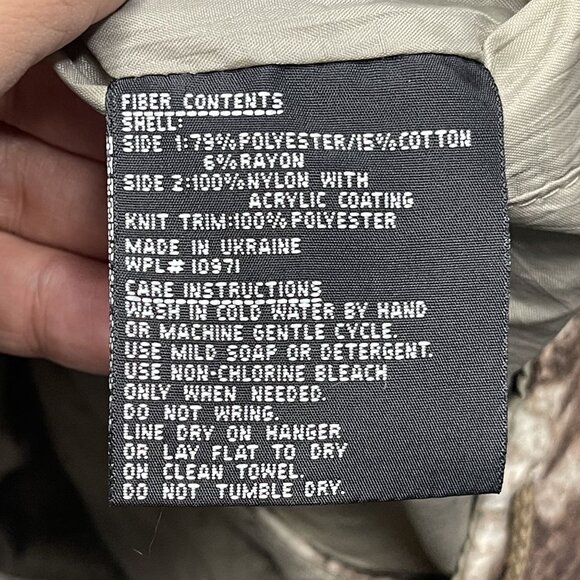 FIBER CONTENTS
SHELL:
SIDE 1:79% POLYESTER/15% COTTON
6% RAYON
SIDE 2:100% NYLON WITH
ACRYLIC COATING
KNIT TRIM:100% POLYESTER
MADE IN UKRAINE
WPL# 10971
CARE INSTRUCTIONS
WASH IN COLD WATER BY HAND
OR MACHINE GENTLE CYCLE.
USE MILD SOAP OR DETERGENT.
USE NON-CHLORINE BLEACH
ONLY WHEN NEEDED.
DO NOT WRING.
LINE DRY ON HANGER
OR LAY FLAT TO DRY
ON CLEAN TOWEL.
DO NOT TUMBLE DRY.